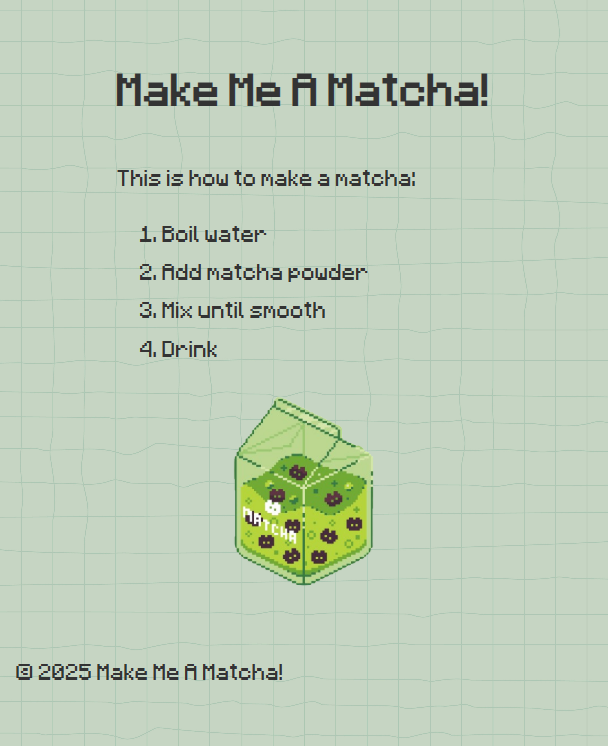 Make Me A Matcha!
This is how to make a matcha:
1. Boil water
2. Add matcha powder
3. Mix until smooth
4. Drink
MATCHA
© 2025 Make Me A Matcha!